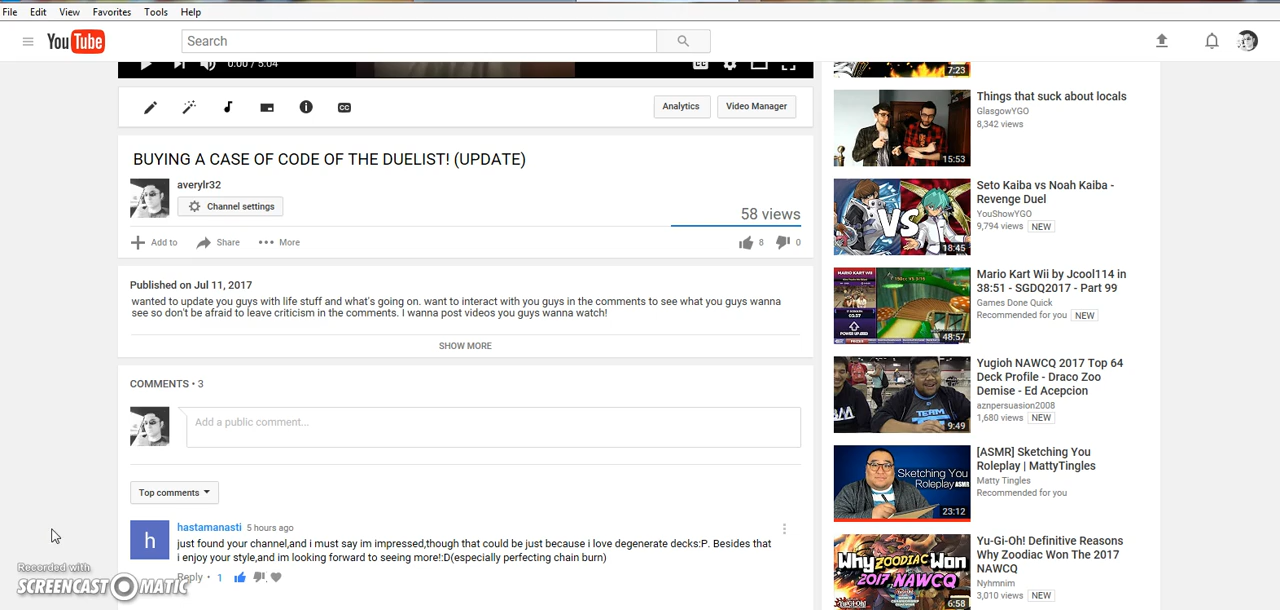 File Edit View Favorites Tools Help
YouTube
Search
0:00 / 5:04
CC
Analytics
Video Manager
BUYING A CASE OF CODE OF THE DUELIST! (UPDATE)
averylr32
Channel settings
58 views
Add to
Share
More
8
0
Published on Jul 11, 2017
wanted to update you guys with life stuff and what's going on. want to interact with you guys in the comments to see what you guys wanna
see so don't be afraid to leave criticism in the comments. I wanna post videos you guys wanna watch!
SHOW MORE
COMMENTS • 3
Add a public comment...
Top comments
h
hastamanasti 5 hours ago
just found your channel,and i must say im impressed,though that could be just because i love degenerate decks:P. Besides that
i enjoy your style,and im looking forward to seeing more!:D(especially perfecting chain burn)
Reply • 1
Recorded with
SCREENCAST MATIC
7:23
Things that suck about locals
GlasgowYGO
8,342 views
15:53
Seto Kaiba vs Noah Kaiba -
Revenge Duel
YouShowYGO
9,794 views NEW
VS
18:45
Mario Kart Wii by Jcool114 in
38:51 - SGDQ2017 - Part 99
Games Done Quick
Recommended for you NEW
MARIO KART WII
48:57
Yugioh NAWCQ 2017 Top 64
Deck Profile - Draco Zoo
Demise - Ed Acepcion
aznpersuasion2008
1,680 views NEW
TEAM
9:49
[ASMR] Sketching You
Roleplay | MattyTingles
Matty Tingles
Recommended for you
Sketching You
Roleplay ASMR
23:12
Yu-Gi-Oh! Definitive Reasons
Why Zoodiac Won The 2017
NAWCQ
Nyhmnim
3,010 views NEW
Why ZOODIAC Won
2017 NAWCQ
6:58